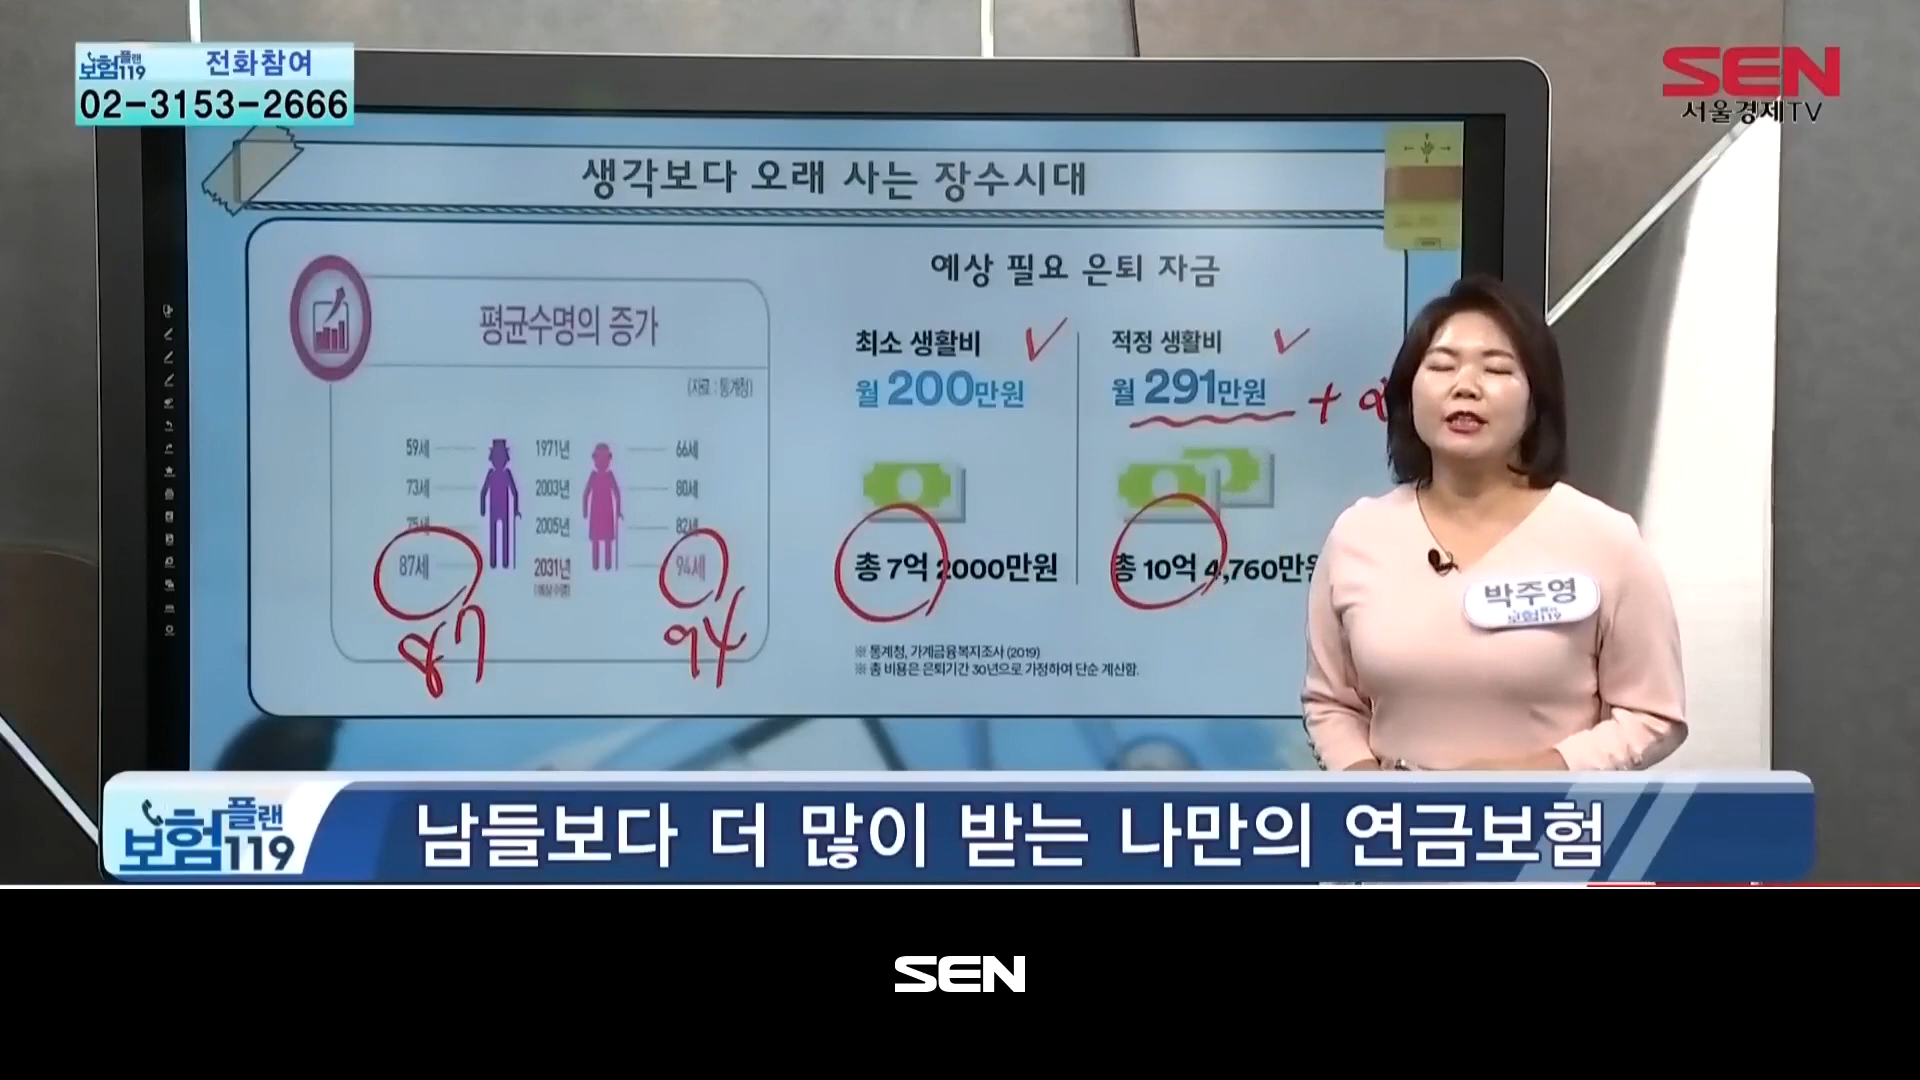 보험플랜119 전화참여
02-3153-2666
SEN
서울경제TV
생각보다 오래 사는 장수시대
평균수명의 증가
(자료 : 통계청)
59세 1971년 66세
73세 2003년 80세
75세 2005년 82세
87세 2031년 94세
87 94
예상 필요 은퇴 자금
최소 생활비
월 200만원
총 7억 2000만원
적정 생활비
월 291만원 +
총 10억 4,760만원
※ 통계청, 가계금융복지조사 (2019)
※ 총 비용은 은퇴기간 30년으로 가정하여 단순 계산함.
박주영
보험플랜119
보험플랜119
남들보다 더 많이 받는 나만의 연금보험
SEN